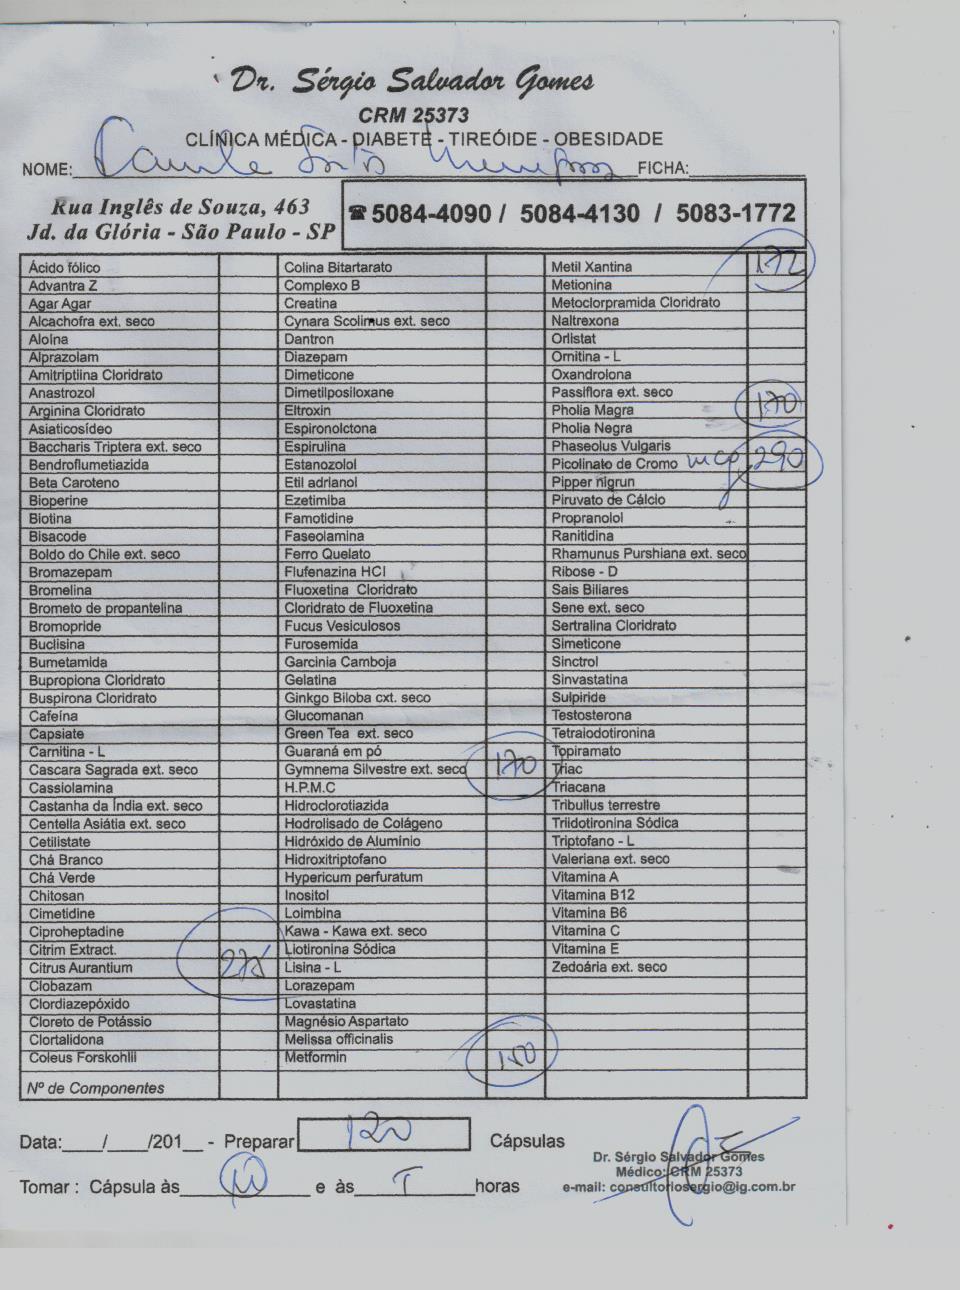 Dr. Sérgio Salvador Gomes
CRM 25373
CLÍNICA MÉDICA - DIABETE - TIREÓIDE - OBESIDADE
NOME: FICHA:
Rua Inglês de Souza, 463
Jd. da Glória - São Paulo - SP
☎ 5084-4090 / 5084-4130 / 5083-1772
Ácido fólico Colina Bitartarato Metil Xantina 172
Advantra Z Complexo B Metionina
Agar Agar Creatina Metoclorpramida Cloridrato
Alcachofra ext. seco Cynara Scolimus ext. seco Naltrexona
Aloína Dantron Orlistat
Alprazolam Diazepam Ornitina - L
Amitriptiina Cloridrato Dimeticone Oxandrolona
Anastrozol Dimetilposiloxane Passiflora ext. seco
Arginina Cloridrato Eltroxin Pholia Magra 170
Asiaticosídeo Espironolctona Pholia Negra
Baccharis Triptera ext. seco Espirulina Phaseolus Vulgaris
Bendroflumetiazida Estanozolol Picolinato de Cromo mcg 290
Beta Caroteno Etil adrianol Pipper nigrun
Bioperine Ezetimiba Piruvato de Cálcio
Biotina Famotidine Propranolol
Bisacode Faseolamina Ranitidina
Boldo do Chile ext. seco Ferro Quelato Rhamunus Purshiana ext. seco
Bromazepam Flufenazina HCI Ribose - D
Bromelina Fluoxetina Cloridrato Sais Biliares
Brometo de propantelina Cloridrato de Fluoxetina Sene ext. seco
Bromopride Fucus Vesiculosos Sertralina Cloridrato
Buclisina Furosemida Simeticone
Bumetamida Garcinia Camboja Sinctrol
Bupropiona Cloridrato Gelatina Sinvastatina
Buspirona Cloridrato Ginkgo Biloba cxt. seco Sulpiride
Cafeína Glucomanan Testosterona
Capsiate Green Tea ext. seco Tetraiodotironina
Carnitina - L Guaraná em pó Topiramato
Cascara Sagrada ext. seco Gymnema Silvestre ext. seco 170 Triac
Cassiolamina H.P.M.C Triacana
Castanha da Índia ext. seco Hidroclorotiazida Tribullus terrestre
Centella Asiátia ext. seco Hodrolisado de Colágeno Triidotironina Sódica
Cetilistate Hidróxido de Alumínio Triptofano - L
Chá Branco Hidroxitriptofano Valeriana ext. seco
Chá Verde Hypericum perfuratum Vitamina A
Chitosan Inositol Vitamina B12
Cimetidine Loimbina Vitamina B6
Ciproheptadine Kawa - Kawa ext. seco Vitamina C
Citrim Extract. Liotironina Sódica Vitamina E
Citrus Aurantium 275 Lisina - L Zedoária ext. seco
Clobazam Lorazepam
Clordiazepóxido Lovastatina
Cloreto de Potássio Magnésio Aspartato
Clortalidona Melissa officinalis
Coleus Forskohlii Metformin 150
Nº de Componentes
Data:____/____/201__ - Preparar 120 Cápsulas
Tomar : Cápsula às 10 e às horas
Dr. Sérgio Salvador Gomes
Médico: CRM 25373
e-mail: consultoriosergio@ig.com.br